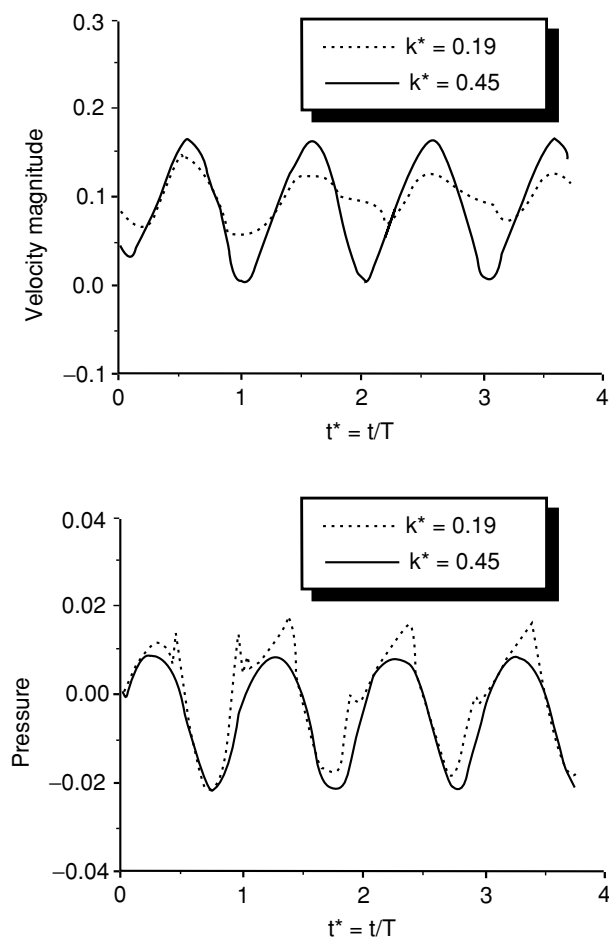 0.3
0.2
0.1
0.0
−0.1
Velocity magnitude
k* = 0.19
k* = 0.45
0 1 2 3 4
t* = t/T
0.04
0.02
0.00
−0.02
−0.04
Pressure
k* = 0.19
k* = 0.45
0 1 2 3 4
t* = t/T